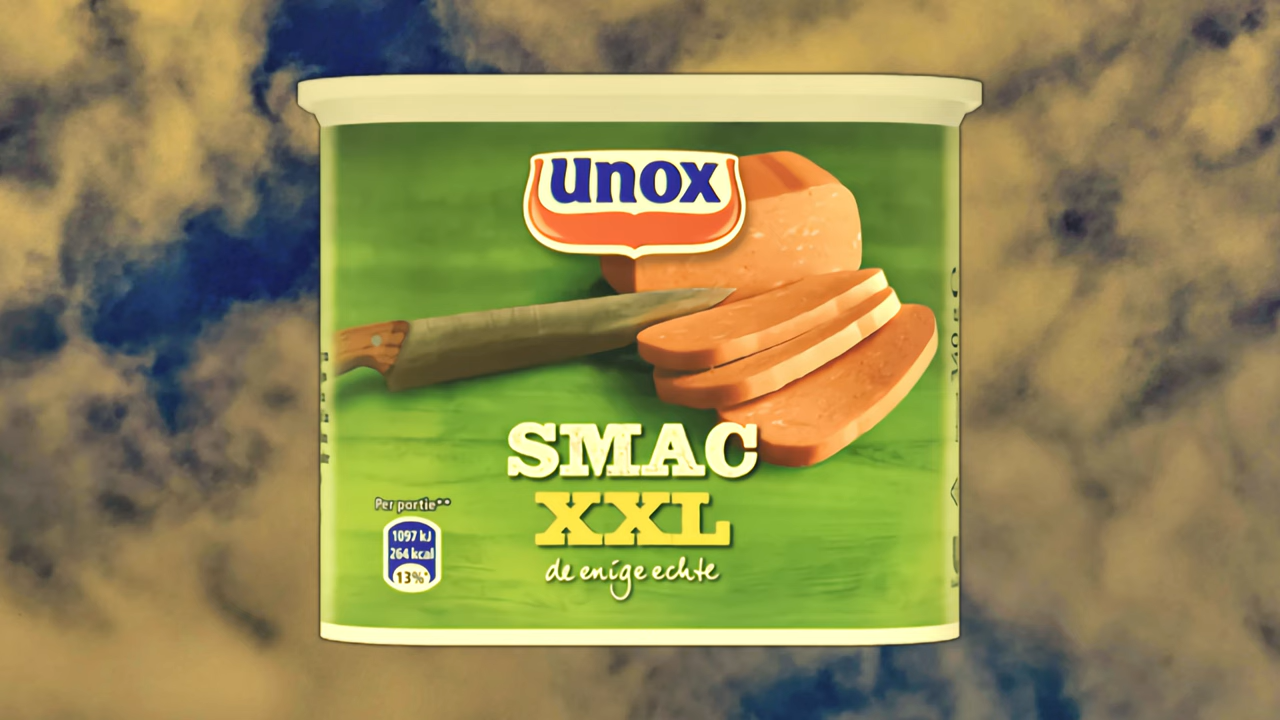 unox
SMAC
XXL
de enige echte
Per portie**
1097 kJ
264 kcal
13%*